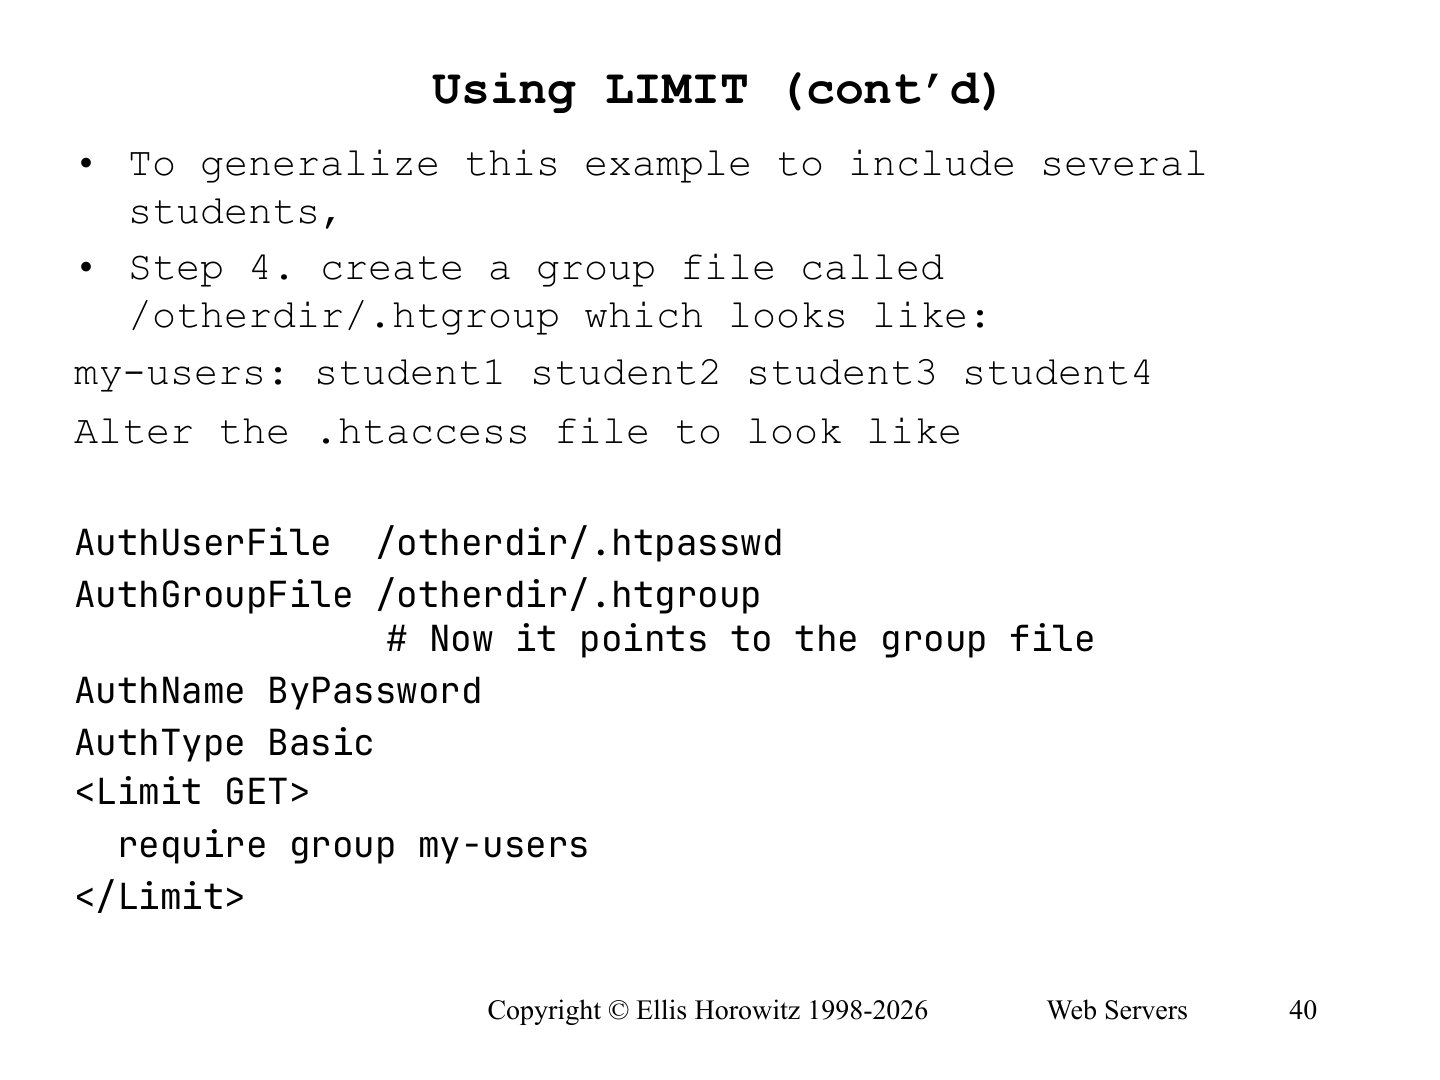 Using LIMIT (cont’d)
• To generalize this example to include several
students,
• Step 4. create a group file called
/otherdir/.htgroup which looks like:
my-users: student1 student2 student3 student4
Alter the .htaccess file to look like
AuthUserFile  /otherdir/.htpasswd
AuthGroupFile /otherdir/.htgroup
# Now it points to the group file
AuthName ByPassword
AuthType Basic
<Limit GET>
  require group my-users
</Limit>
Copyright © Ellis Horowitz 1998-2026 Web Servers 40